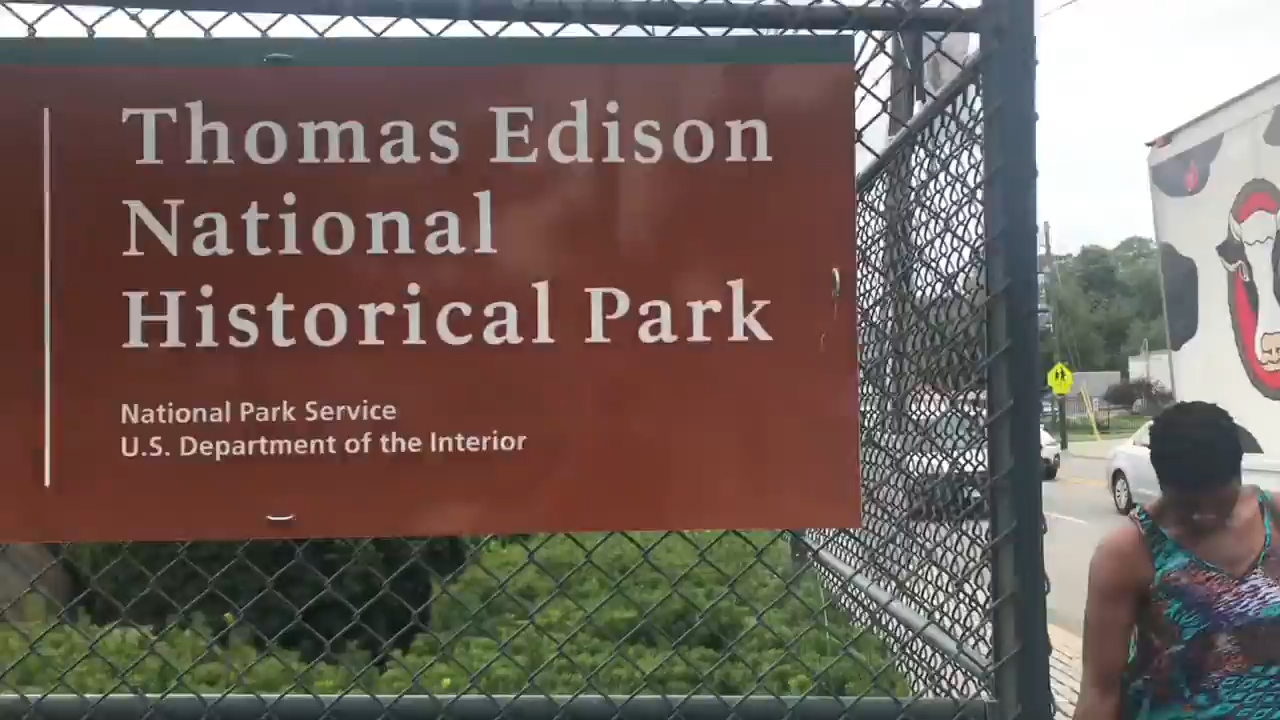 Thomas Edison
National
Historical Park
National Park Service
U.S. Department of the Interior